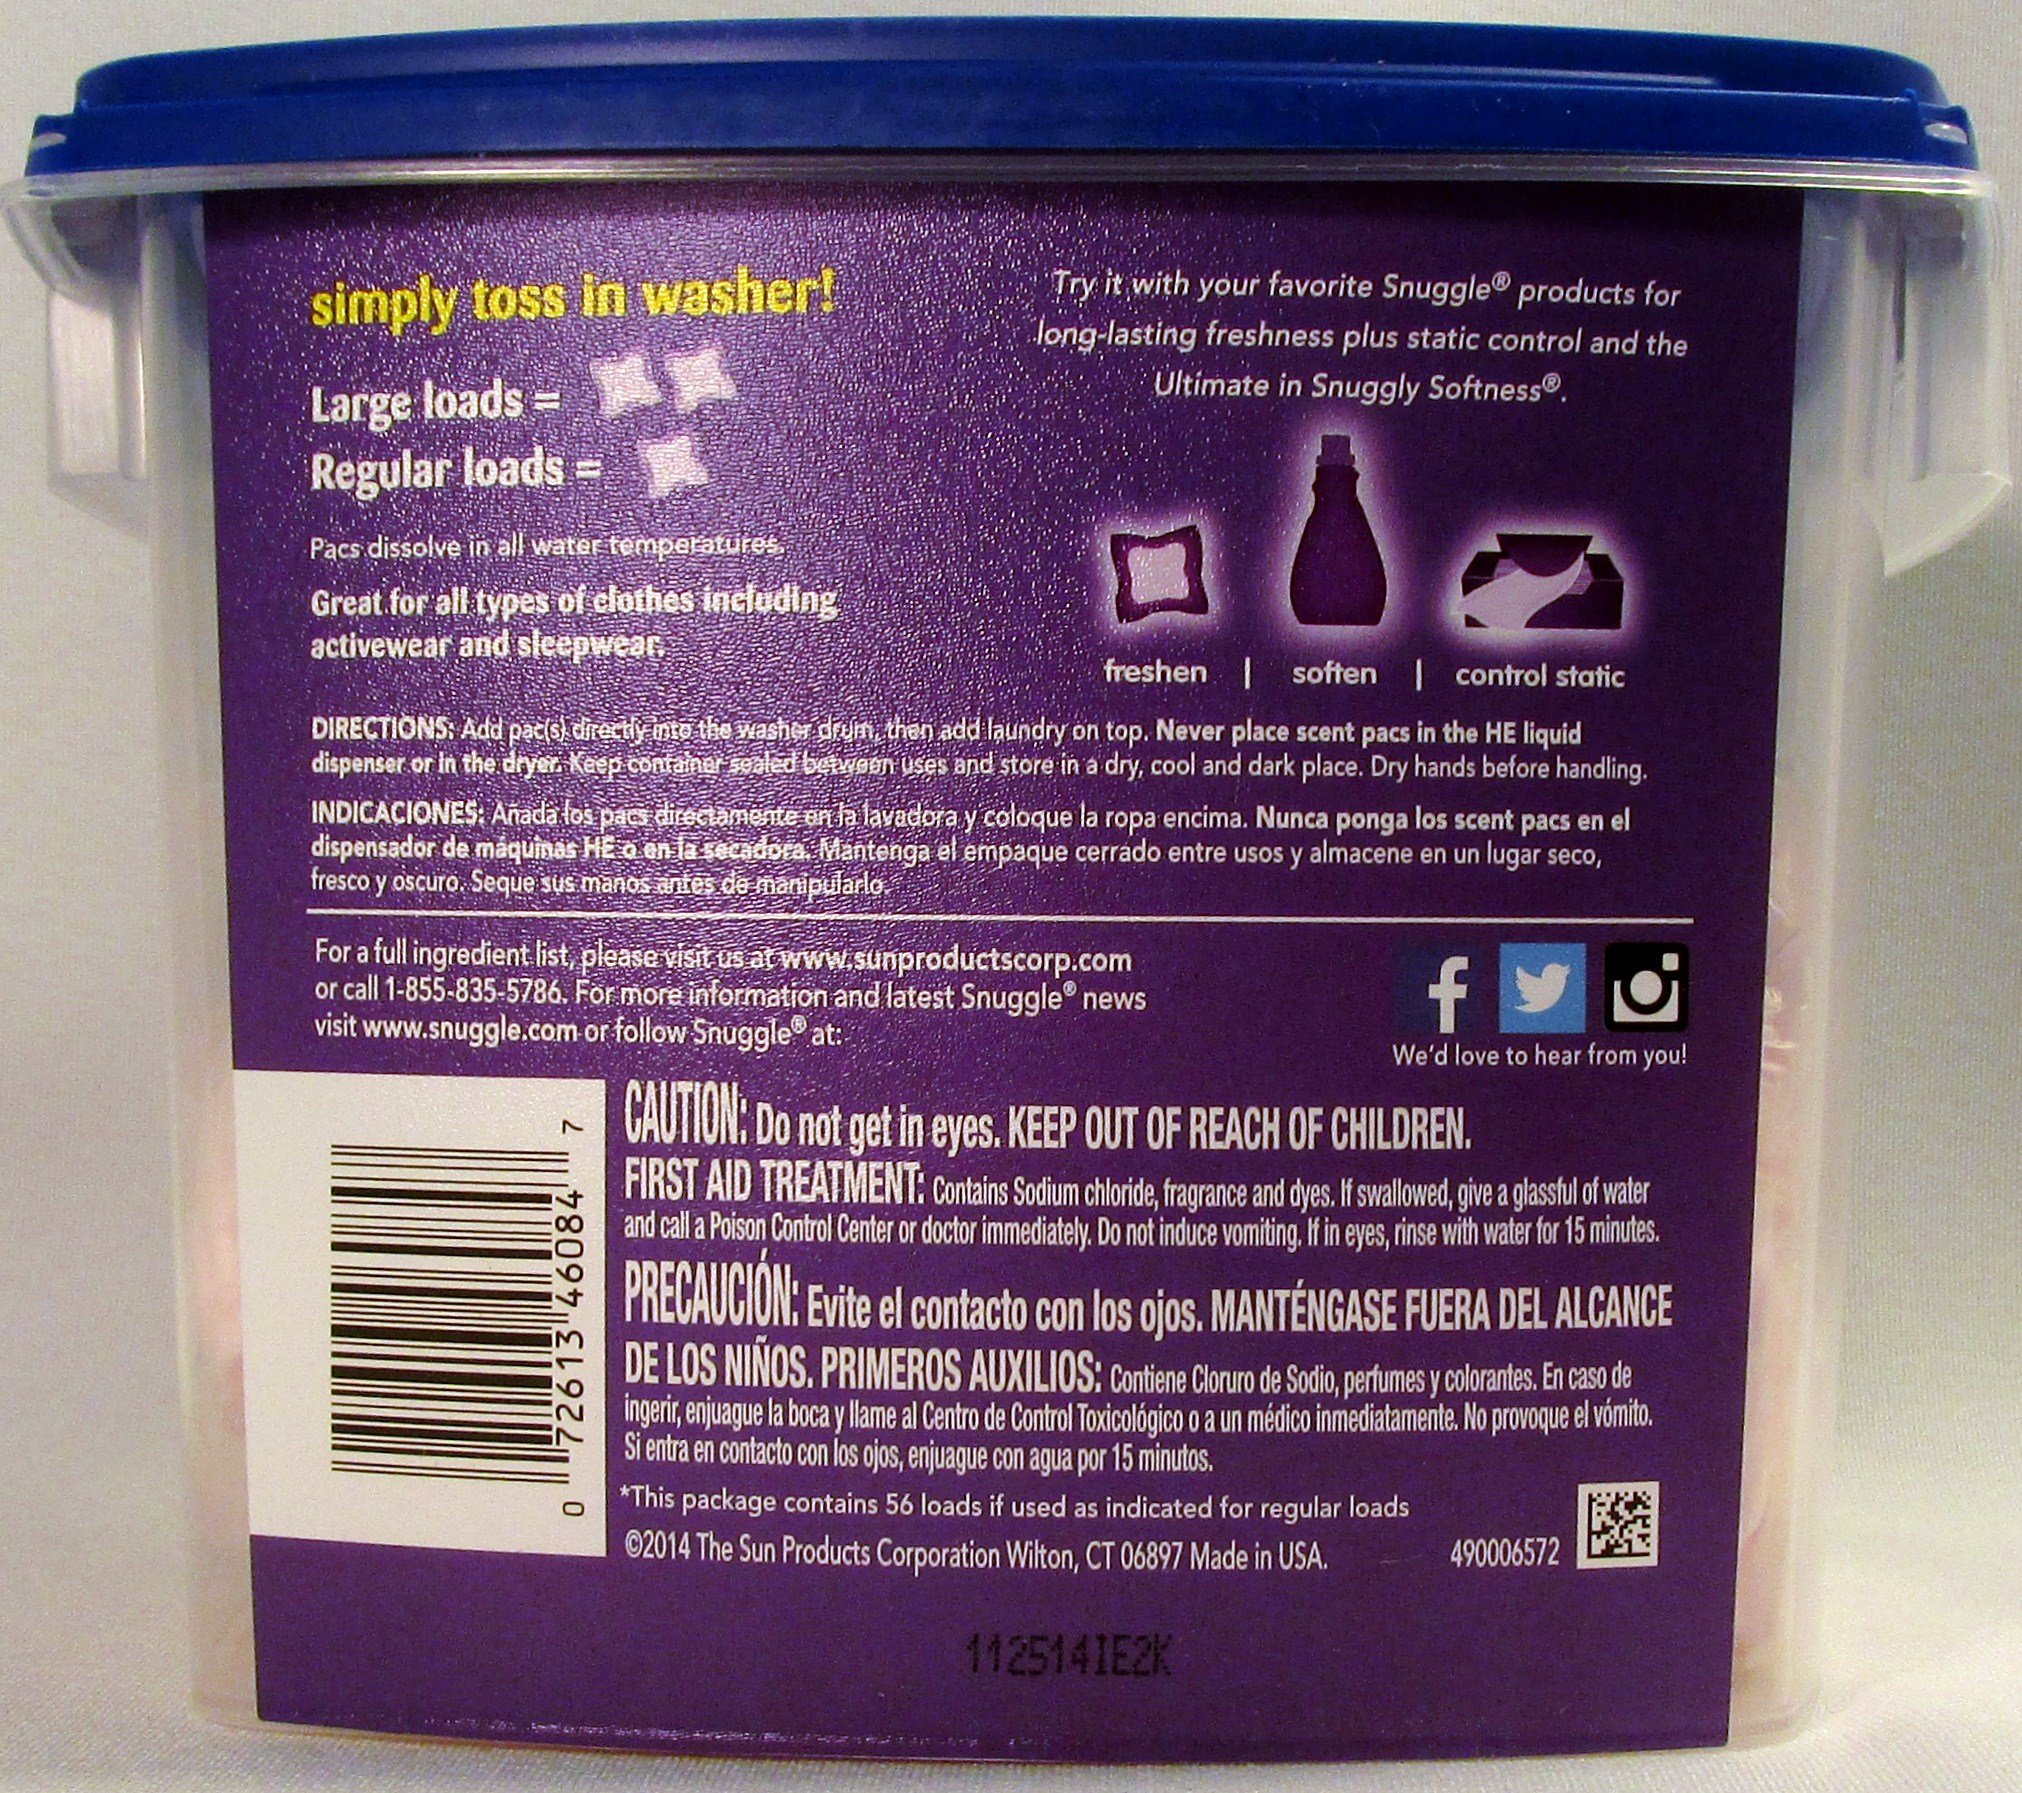 simply toss in washer!
Large loads =
Regular loads =
Pacs dissolve in all water temperatures.
Great for all types of clothes including
activewear and sleepwear.
Try it with your favorite Snuggle® products for
long-lasting freshness plus static control and the
Ultimate in Snuggly Softness®.
freshen | soften | control static
DIRECTIONS: Add pac(s) directly into the washer drum, then add laundry on top. Never place scent pacs in the HE liquid
dispenser or in the dryer. Keep container sealed between uses and store in a dry, cool and dark place. Dry hands before handling.
INDICACIONES: Añada los pacs directamente en la lavadora y coloque la ropa encima. Nunca ponga los scent pacs en el
dispensador de máquinas HE o en la secadora. Mantenga el empaque cerrado entre usos y almacene en un lugar seco,
fresco y oscuro. Seque sus manos antes de manipularlo.
For a full ingredient list, please visit us at www.sunproductscorp.com
or call 1-855-835-5786. For more information and latest Snuggle® news
visit www.snuggle.com or follow Snuggle® at:
We'd love to hear from you!
0 72613 46084 7
CAUTION: Do not get in eyes. KEEP OUT OF REACH OF CHILDREN.
FIRST AID TREATMENT: Contains Sodium chloride, fragrance and dyes. If swallowed, give a glassful of water
and call a Poison Control Center or doctor immediately. Do not induce vomiting. If in eyes, rinse with water for 15 minutes.
PRECAUCIÓN: Evite el contacto con los ojos. MANTÉNGASE FUERA DEL ALCANCE
DE LOS NIÑOS. PRIMEROS AUXILIOS: Contiene Cloruro de Sodio, perfumes y colorantes. En caso de
ingerir, enjuague la boca y llame al Centro de Control Toxicológico o a un médico inmediatamente. No provoque el vómito.
Si entra en contacto con los ojos, enjuague con agua por 15 minutos.
*This package contains 56 loads if used as indicated for regular loads
©2014 The Sun Products Corporation Wilton, CT 06897 Made in USA.
490006572
112514IE2K